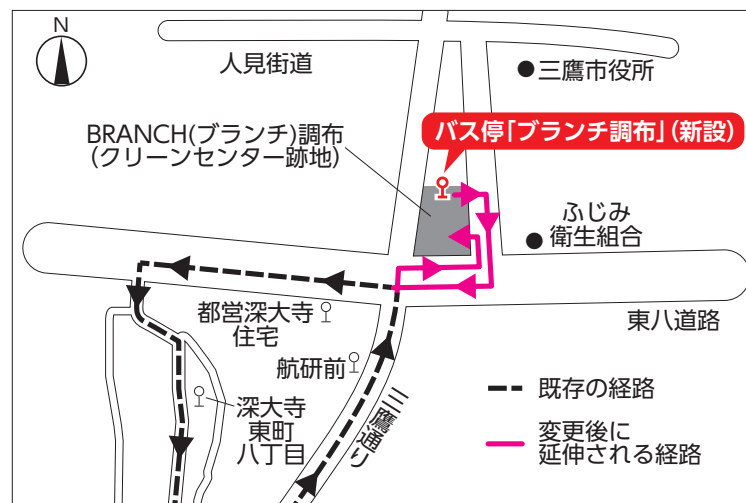 N
人見街道
三鷹市役所
BRANCH(ブランチ)調布
(クリーンセンター跡地)
バス停「ブランチ調布」(新設)
ふじみ
衛生組合
都営深大寺
住宅
東八道路
航研前
深大寺
東町
八丁目
三鷹通り
既存の経路
変更後に
延伸される経路